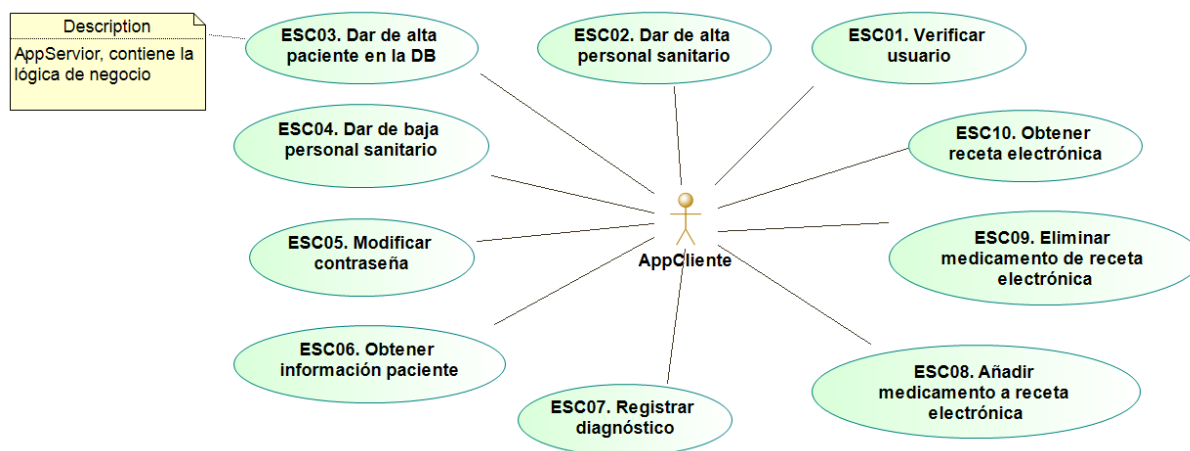 Description
AppServior, contiene la
lógica de negocio
ESC03. Dar de alta
paciente en la DB
ESC02. Dar de alta
personal sanitario
ESC01. Verificar
usuario
ESC04. Dar de baja
personal sanitario
ESC10. Obtener
receta electrónica
ESC05. Modificar
contraseña
AppCliente
ESC09. Eliminar
medicamento de receta
electrónica
ESC06. Obtener
información paciente
ESC07. Registrar
diagnóstico
ESC08. Añadir
medicamento a receta
electrónica